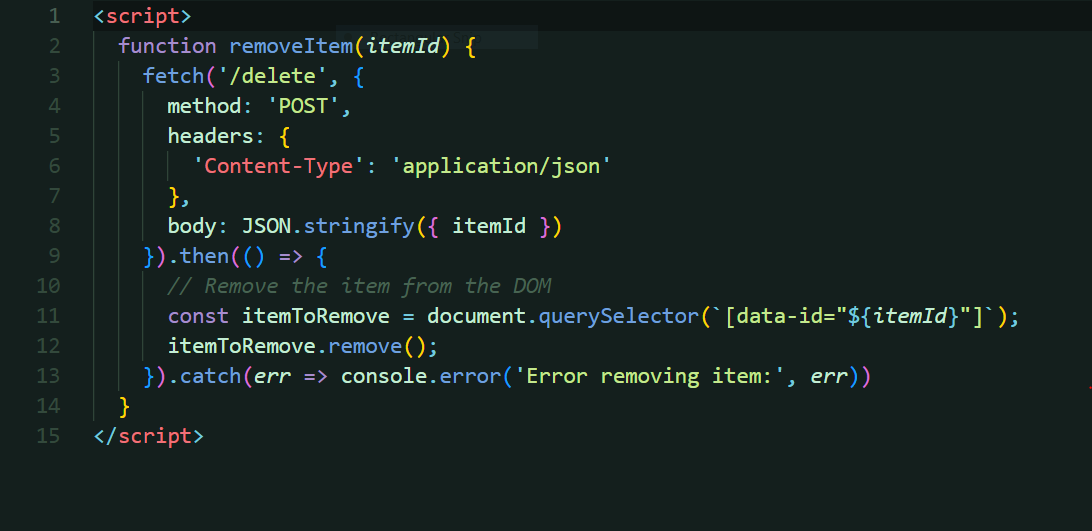 1 <script>
2 function removeItem(itemId) {
3 fetch('/delete', {
4 method: 'POST',
5 headers: {
6 'Content-Type': 'application/json'
7 },
8 body: JSON.stringify({ itemId })
9 }).then(() => {
10 // Remove the item from the DOM
11 const itemToRemove = document.querySelector(`[data-id="${itemId}"]`);
12 itemToRemove.remove();
13 }).catch(err => console.error('Error removing item:', err))
14 }
15 </script>